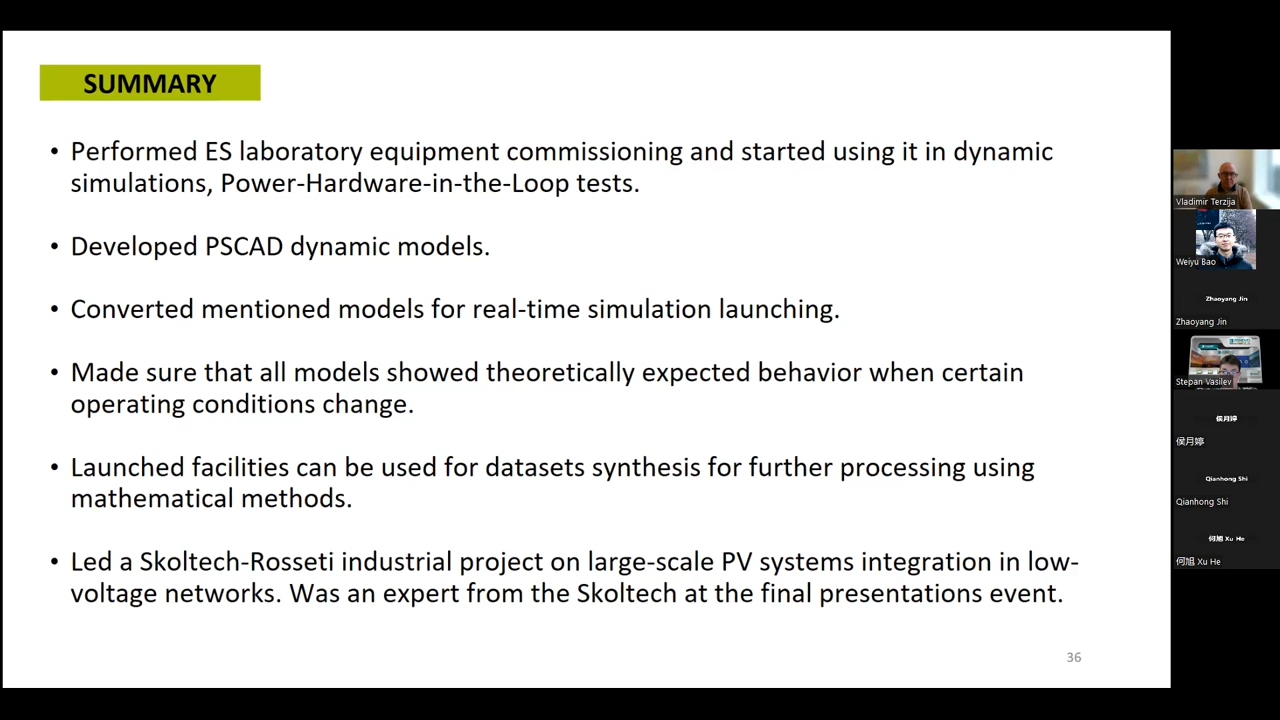 SUMMARY
• Performed ES laboratory equipment commissioning and started using it in dynamic
simulations, Power-Hardware-in-the-Loop tests.
• Developed PSCAD dynamic models.
• Converted mentioned models for real-time simulation launching.
• Made sure that all models showed theoretically expected behavior when certain
operating conditions change.
• Launched facilities can be used for datasets synthesis for further processing using
mathematical methods.
• Led a Skoltech-Rosseti industrial project on large-scale PV systems integration in low-
voltage networks. Was an expert from the Skoltech at the final presentations event.
36
Vladimir Terzija
Weiyu Bao
Zhaoyang Jin
Zhaoyang Jin
Stepan Vasilev
侯月婷
侯月婷
Qianhong Shi
Qianhong Shi
何旭 Xu He
何旭 Xu He